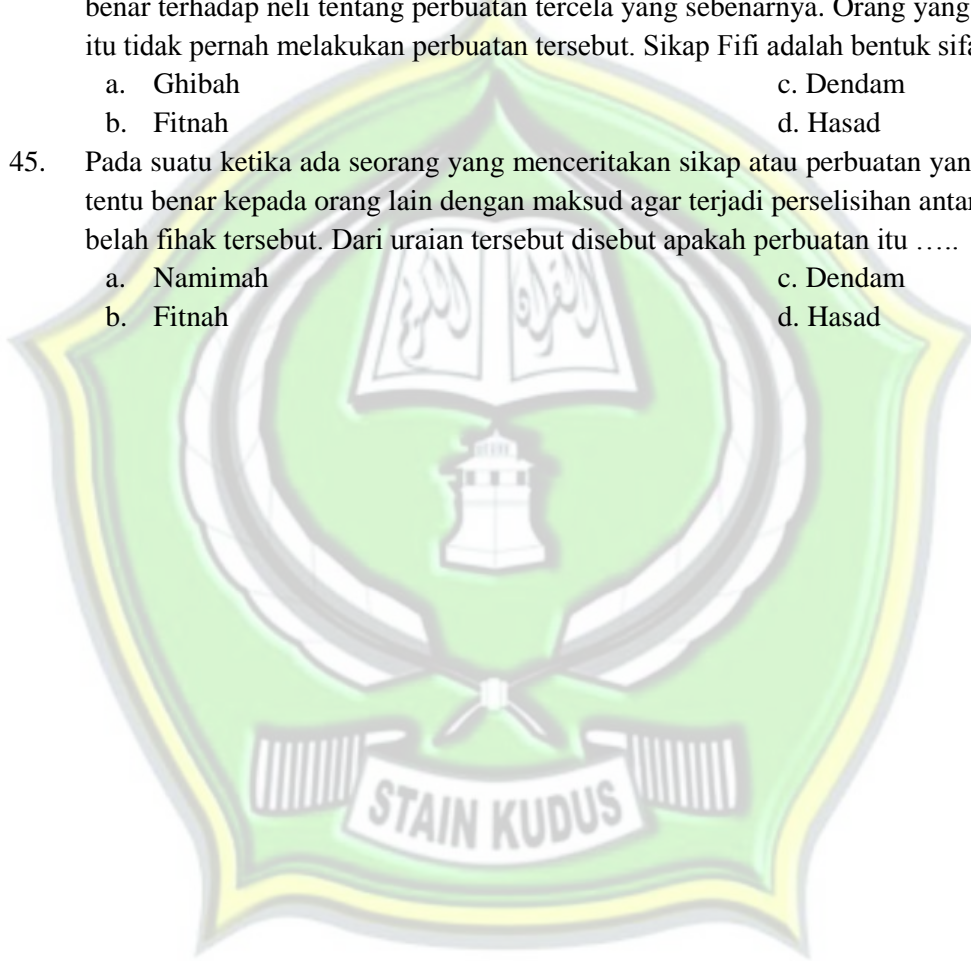 benar terhadap neli tentang perbuatan tercela yang sebenarnya. Orang yang
itu tidak pernah melakukan perbuatan tersebut. Sikap Fifi adalah bentuk
a. Ghibah c. Dendam
b. Fitnah d. Hasad
45. Pada suatu ketika ada seorang yang menceritakan sikap atau perbuatan
tentu benar kepada orang lain dengan maksud agar terjadi perselisihan
belah fihak tersebut. Dari uraian tersebut disebut apakah perbuatan itu …..
a. Namimah c. Dendam
b. Fitnah d. Hasad
STAIN KUDUS